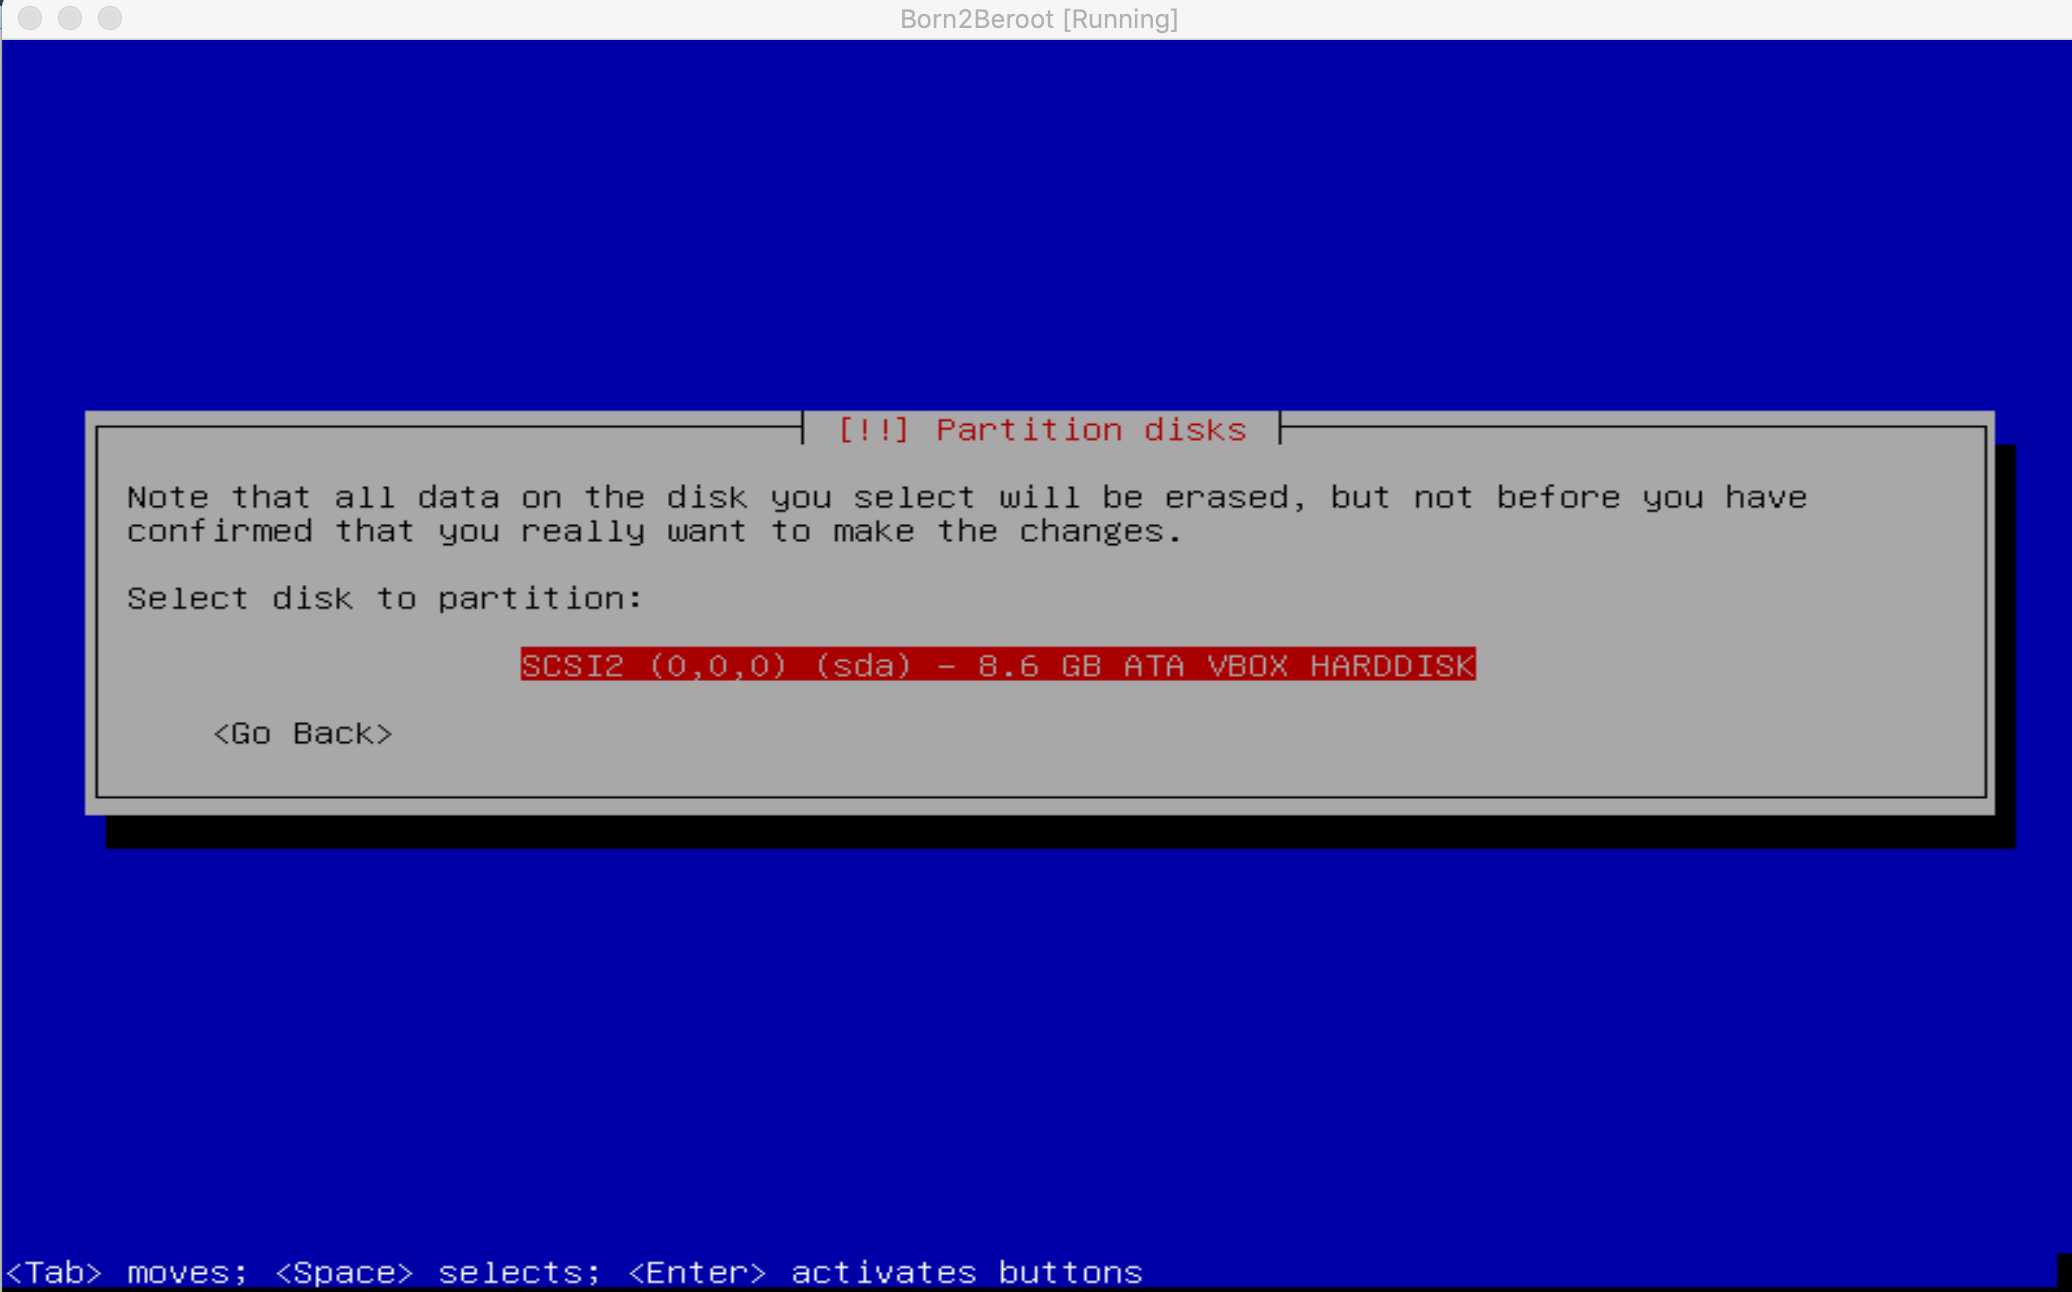 Born2Beroot [Running]
[!!] Partition disks
Note that all data on the disk you select will be erased, but not before you have
confirmed that you really want to make the changes.
Select disk to partition:
SCSI2 (0,0,0) (sda) - 8.6 GB ATA VBOX HARDDISK
<Go Back>
<Tab> moves; <Space> selects; <Enter> activates buttons